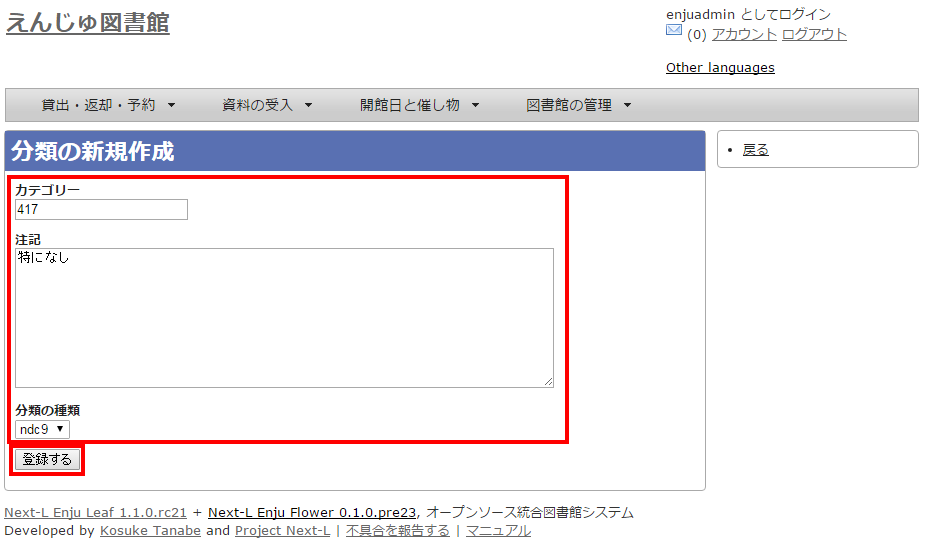 えんじゅ図書館
enjuadmin としてログイン
(0) アカウント ログアウト
Other languages
貸出・返却・予約 資料の受入 開館日と催し物 図書館の管理
分類の新規作成
戻る
カテゴリー
417
注記
特になし
分類の種類
ndc9
登録する
Next-L Enju Leaf 1.1.0.rc21 + Next-L Enju Flower 0.1.0.pre23, オープンソース統合図書館システム
Developed by Kosuke Tanabe and Project Next-L | 不具合を報告する | マニュアル